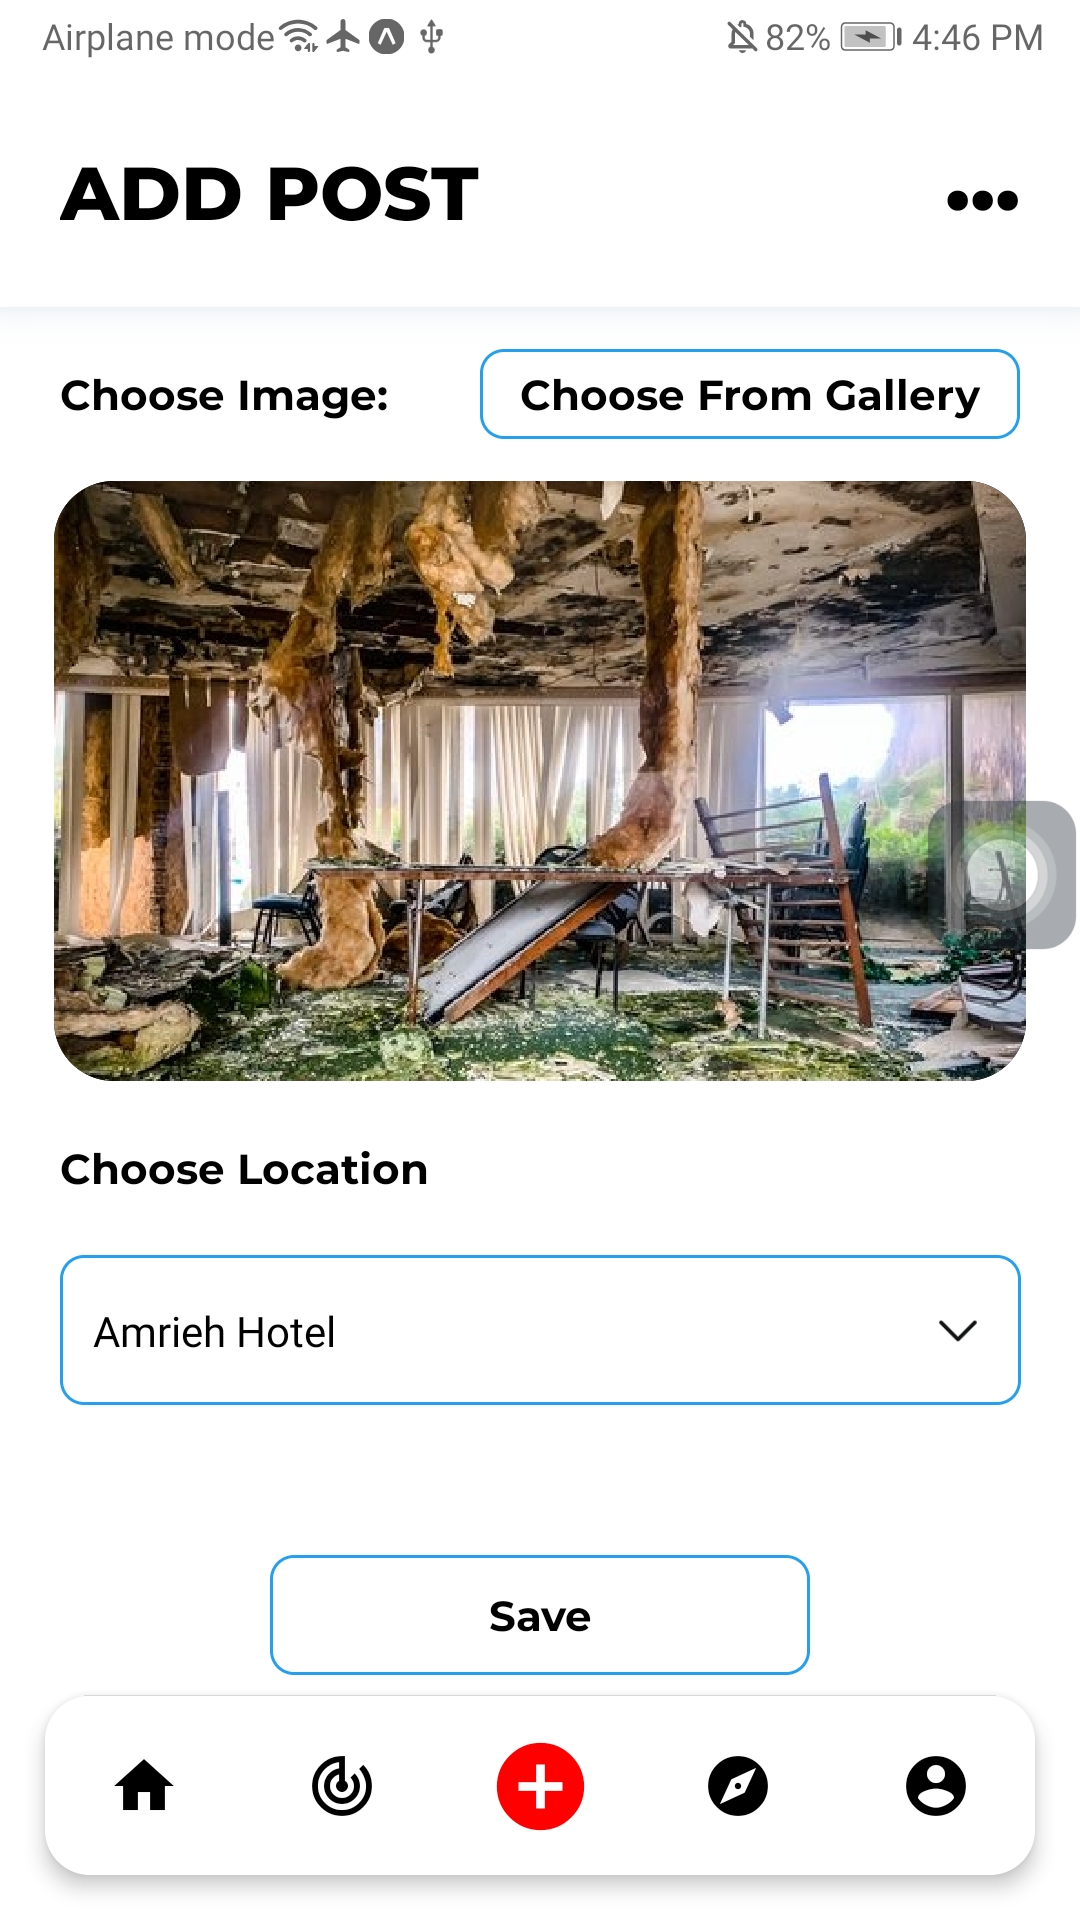 Airplane mode 82% 4:46 PM
ADD POST
Choose Image: Choose From Gallery
Choose Location
Amrieh Hotel
Save